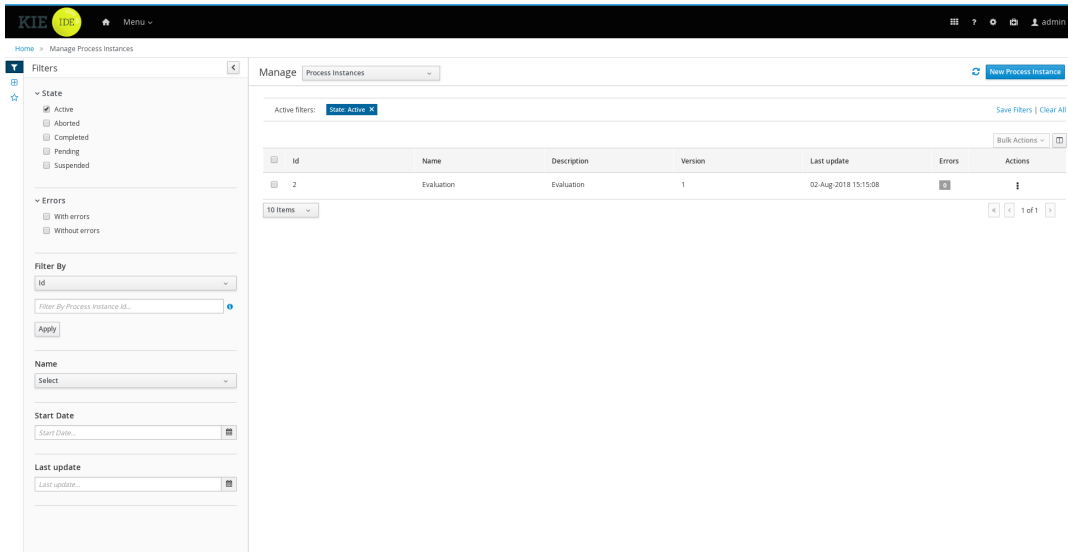 KIE IDE Menu ? admin
Home > Manage Process Instances
Filters
State
Active
Aborted
Completed
Pending
Suspended
Errors
With errors
Without errors
Filter By
Id
Filter By Process Instance Id...
Apply
Name
Select
Start Date
Start Date...
Last update
Last update...
Manage Process Instances New Process Instance
Active filters: State: Active × Save Filters | Clear All
Bulk Actions
Id Name Description Version Last update Errors Actions
2 Evaluation Evaluation 1 02-Aug-2018 15:15:08 0
10 Items « < 1 of 1 >